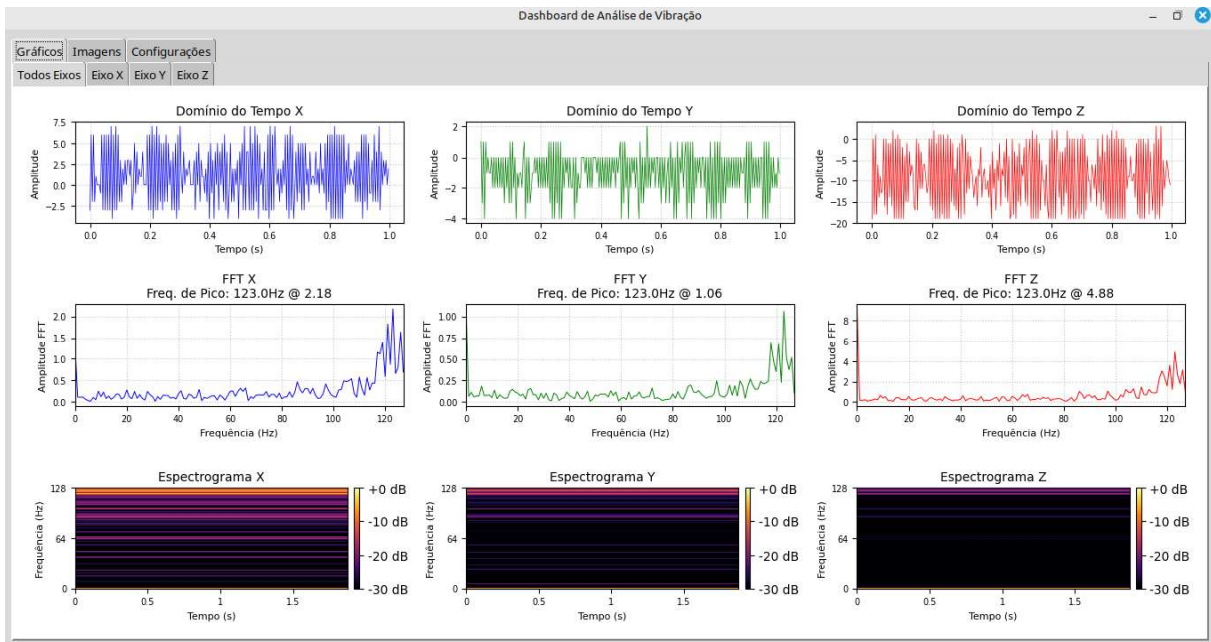 Dashboard de Análise de Vibração
Gráficos Imagens Configurações
Todos Eixos Eixo X Eixo Y Eixo Z
Domínio do Tempo X
Amplitude
7.5
5.0
2.5
0.0
−2.5
0.0 0.2 0.4 0.6 0.8 1.0
Tempo (s)
Domínio do Tempo Y
Amplitude
2
0
−2
−4
0.0 0.2 0.4 0.6 0.8 1.0
Tempo (s)
Domínio do Tempo Z
Amplitude
0
−5
−10
−15
−20
0.0 0.2 0.4 0.6 0.8 1.0
Tempo (s)
FFT X
Freq. de Pico: 123.0Hz @ 2.18
Amplitude FFT
2.0
1.5
1.0
0.5
0.0
0 20 40 60 80 100 120
Frequência (Hz)
FFT Y
Freq. de Pico: 123.0Hz @ 1.06
Amplitude FFT
1.00
0.75
0.50
0.25
0.00
0 20 40 60 80 100 120
Frequência (Hz)
FFT Z
Freq. de Pico: 123.0Hz @ 4.88
Amplitude FFT
8
6
4
2
0
0 20 40 60 80 100 120
Frequência (Hz)
Espectrograma X
Frequência (Hz)
128
64
0
0 0.5 1 1.5
Tempo (s)
+0 dB
-10 dB
-20 dB
-30 dB
Espectrograma Y
Frequência (Hz)
128
64
0
0 0.5 1 1.5
Tempo (s)
+0 dB
-10 dB
-20 dB
-30 dB
Espectrograma Z
Frequência (Hz)
128
64
0
0 0.5 1 1.5
Tempo (s)
+0 dB
-10 dB
-20 dB
-30 dB